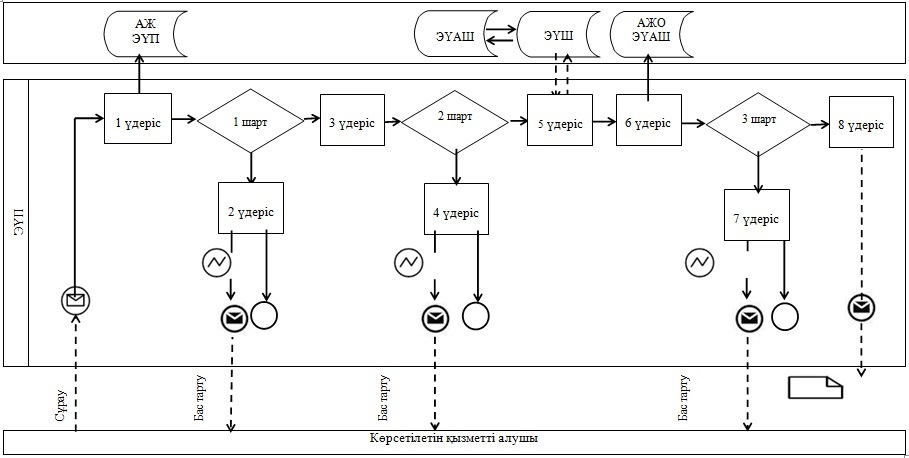 АЖ
ЭҮП
ЭҮАШ
ЭҮШ
АЖО
ЭҮАШ
1 үдеріс
1 шарт
3 үдеріс
2 шарт
5 үдеріс
6 үдеріс
3 шарт
8 үдеріс
2 үдеріс
4 үдеріс
7 үдеріс
ЭҮП
Сұрау
Бас тарту
Бас тарту
Бас тарту
Көрсетілетін қызметті алушы